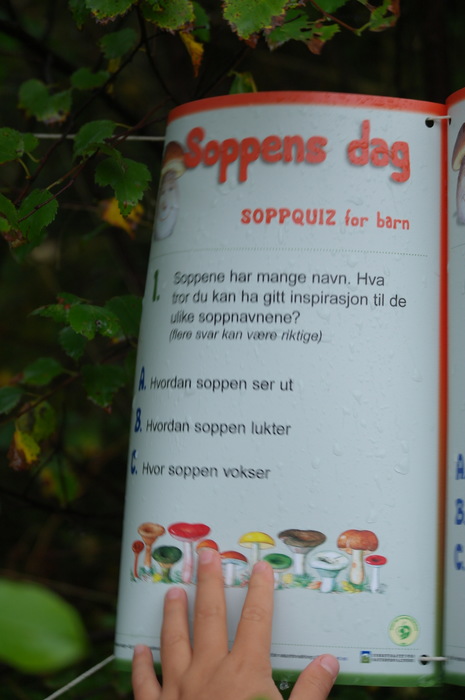 Soppens dag
SOPPQUIZ for barn
1. Soppene har mange navn. Hva
tror du kan ha gitt inspirasjon til de
ulike soppnavnene?
(flere svar kan være riktige)
A. Hvordan soppen ser ut
B. Hvordan soppen lukter
C. Hvor soppen vokser
A
B
C.